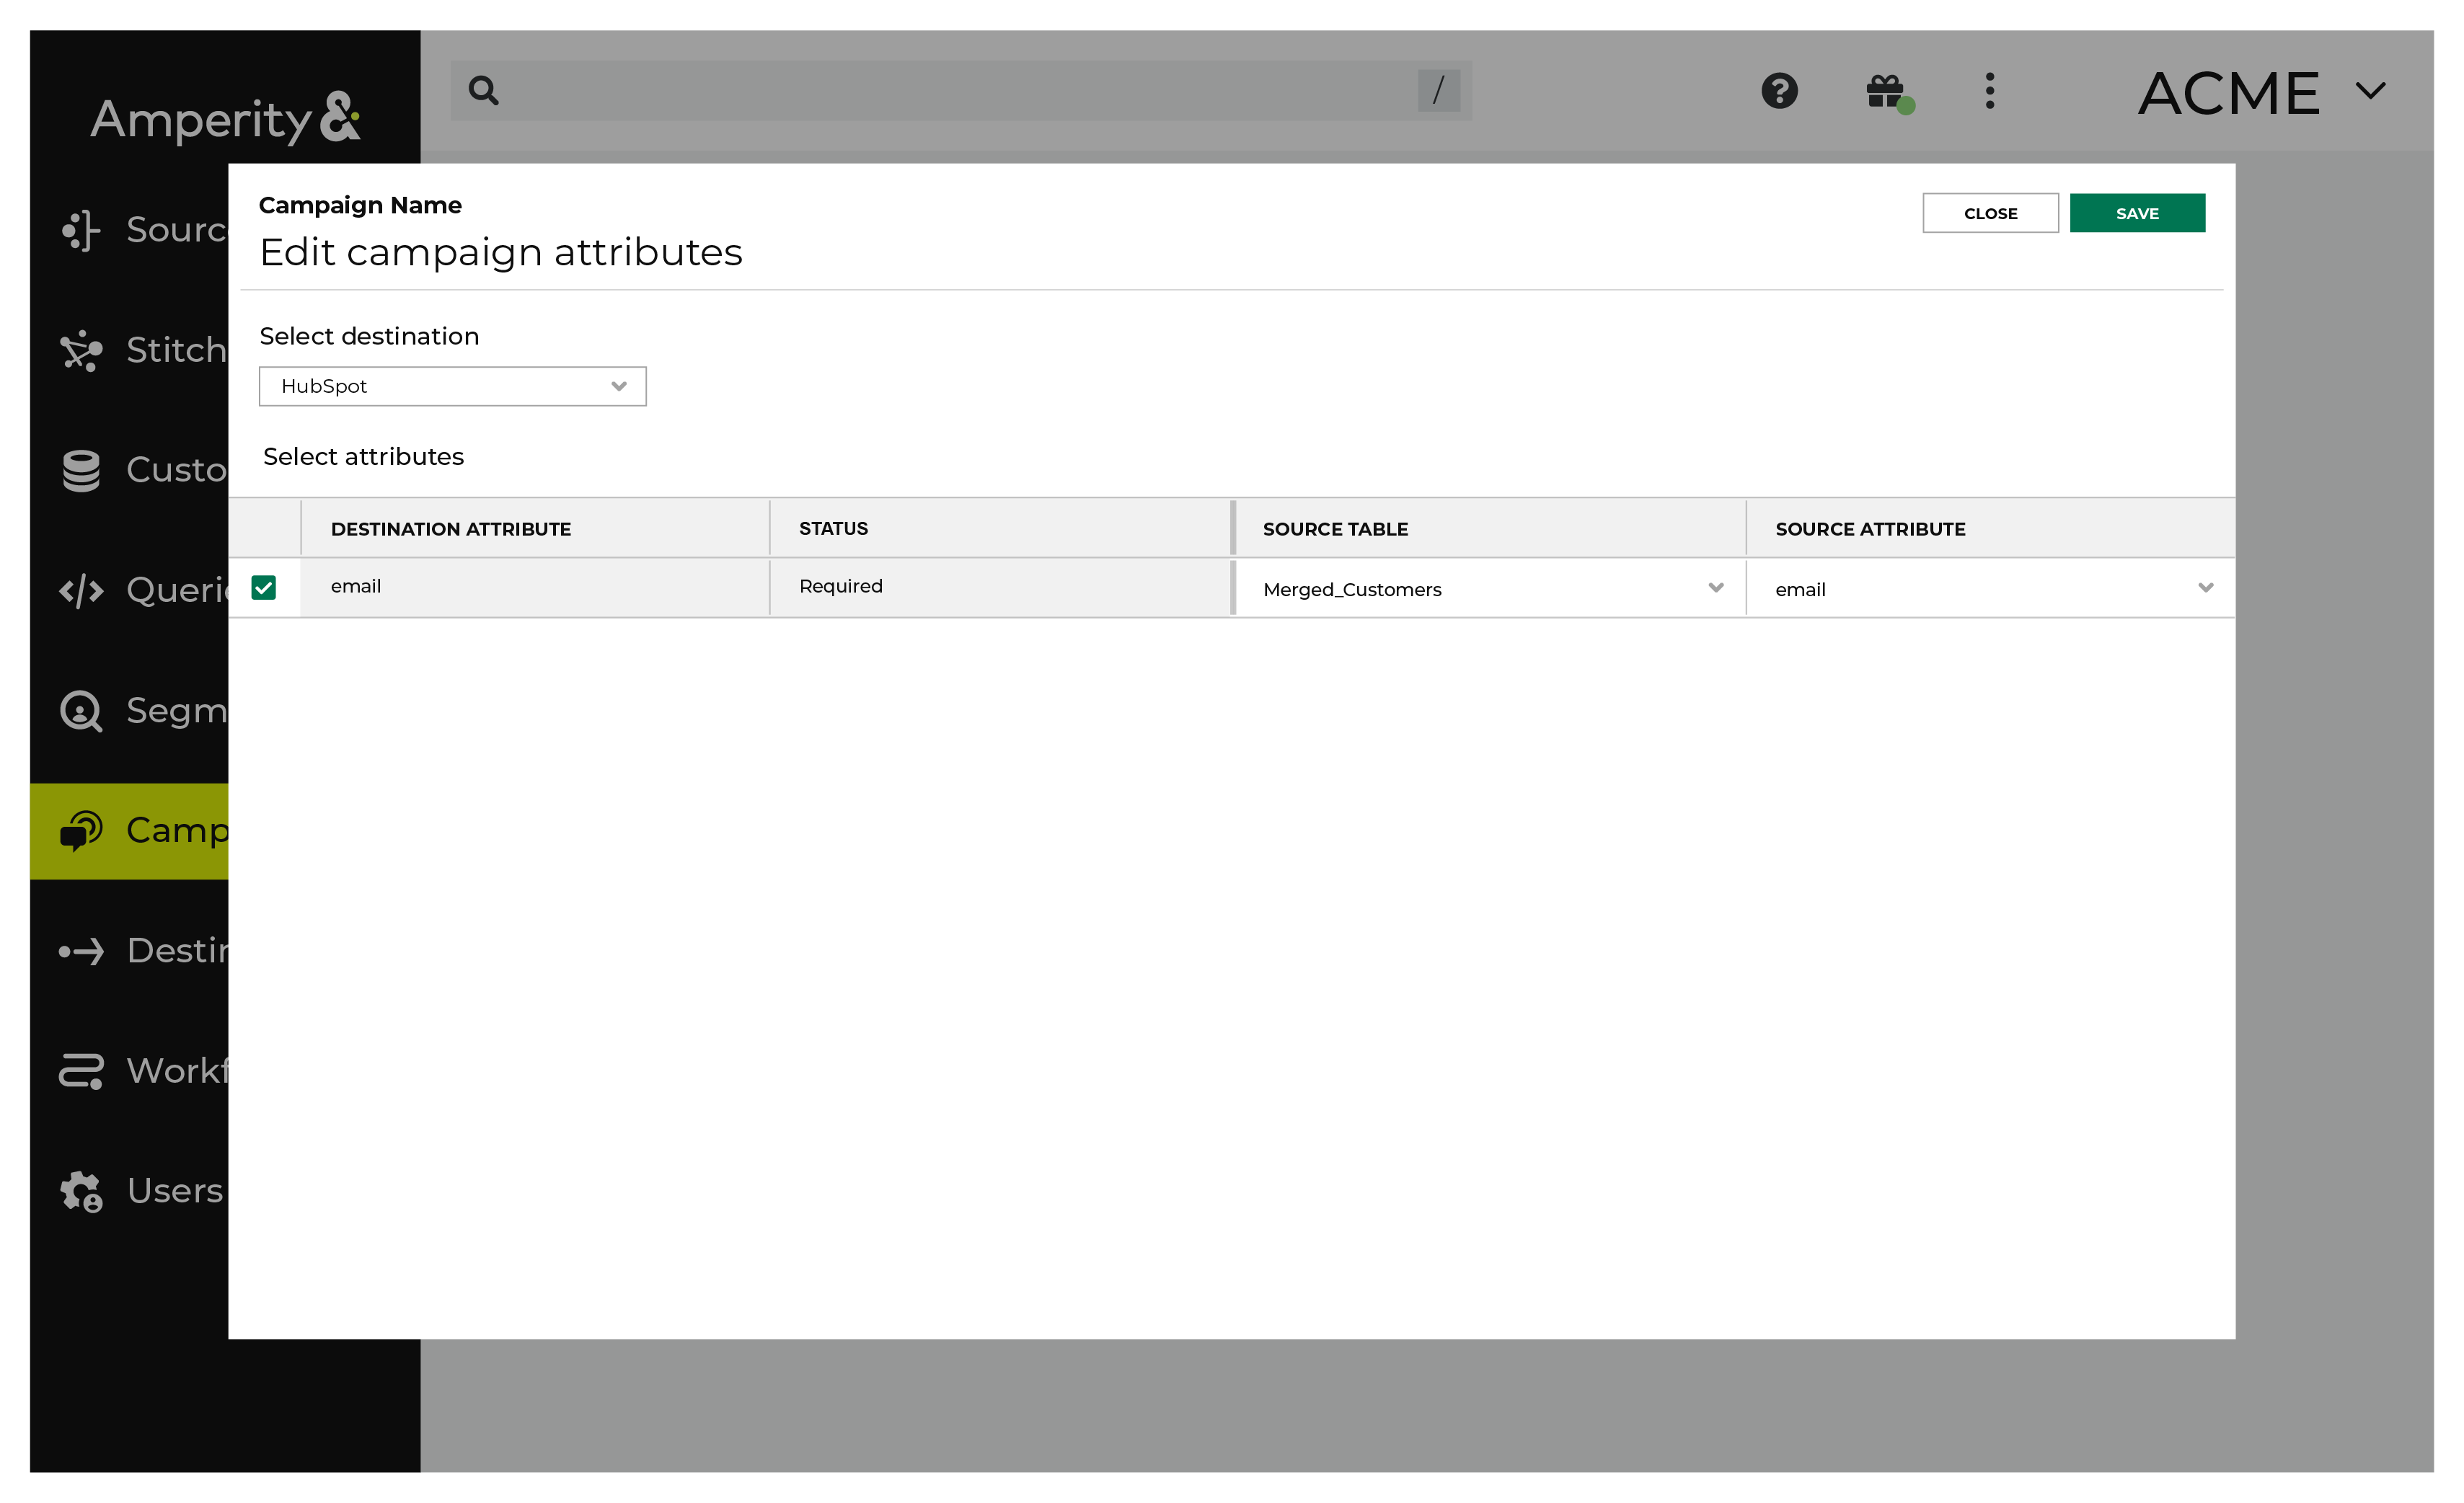 Amperity&
/
ACME
Sourc
Stitch
Custo
Queri
Segm
Camp
Destin
Workf
Users
Campaign Name
CLOSE
SAVE
Edit campaign attributes
Select destination
HubSpot
Select attributes
DESTINATION ATTRIBUTE STATUS SOURCE TABLE SOURCE ATTRIBUTE
email Required Merged_Customers email